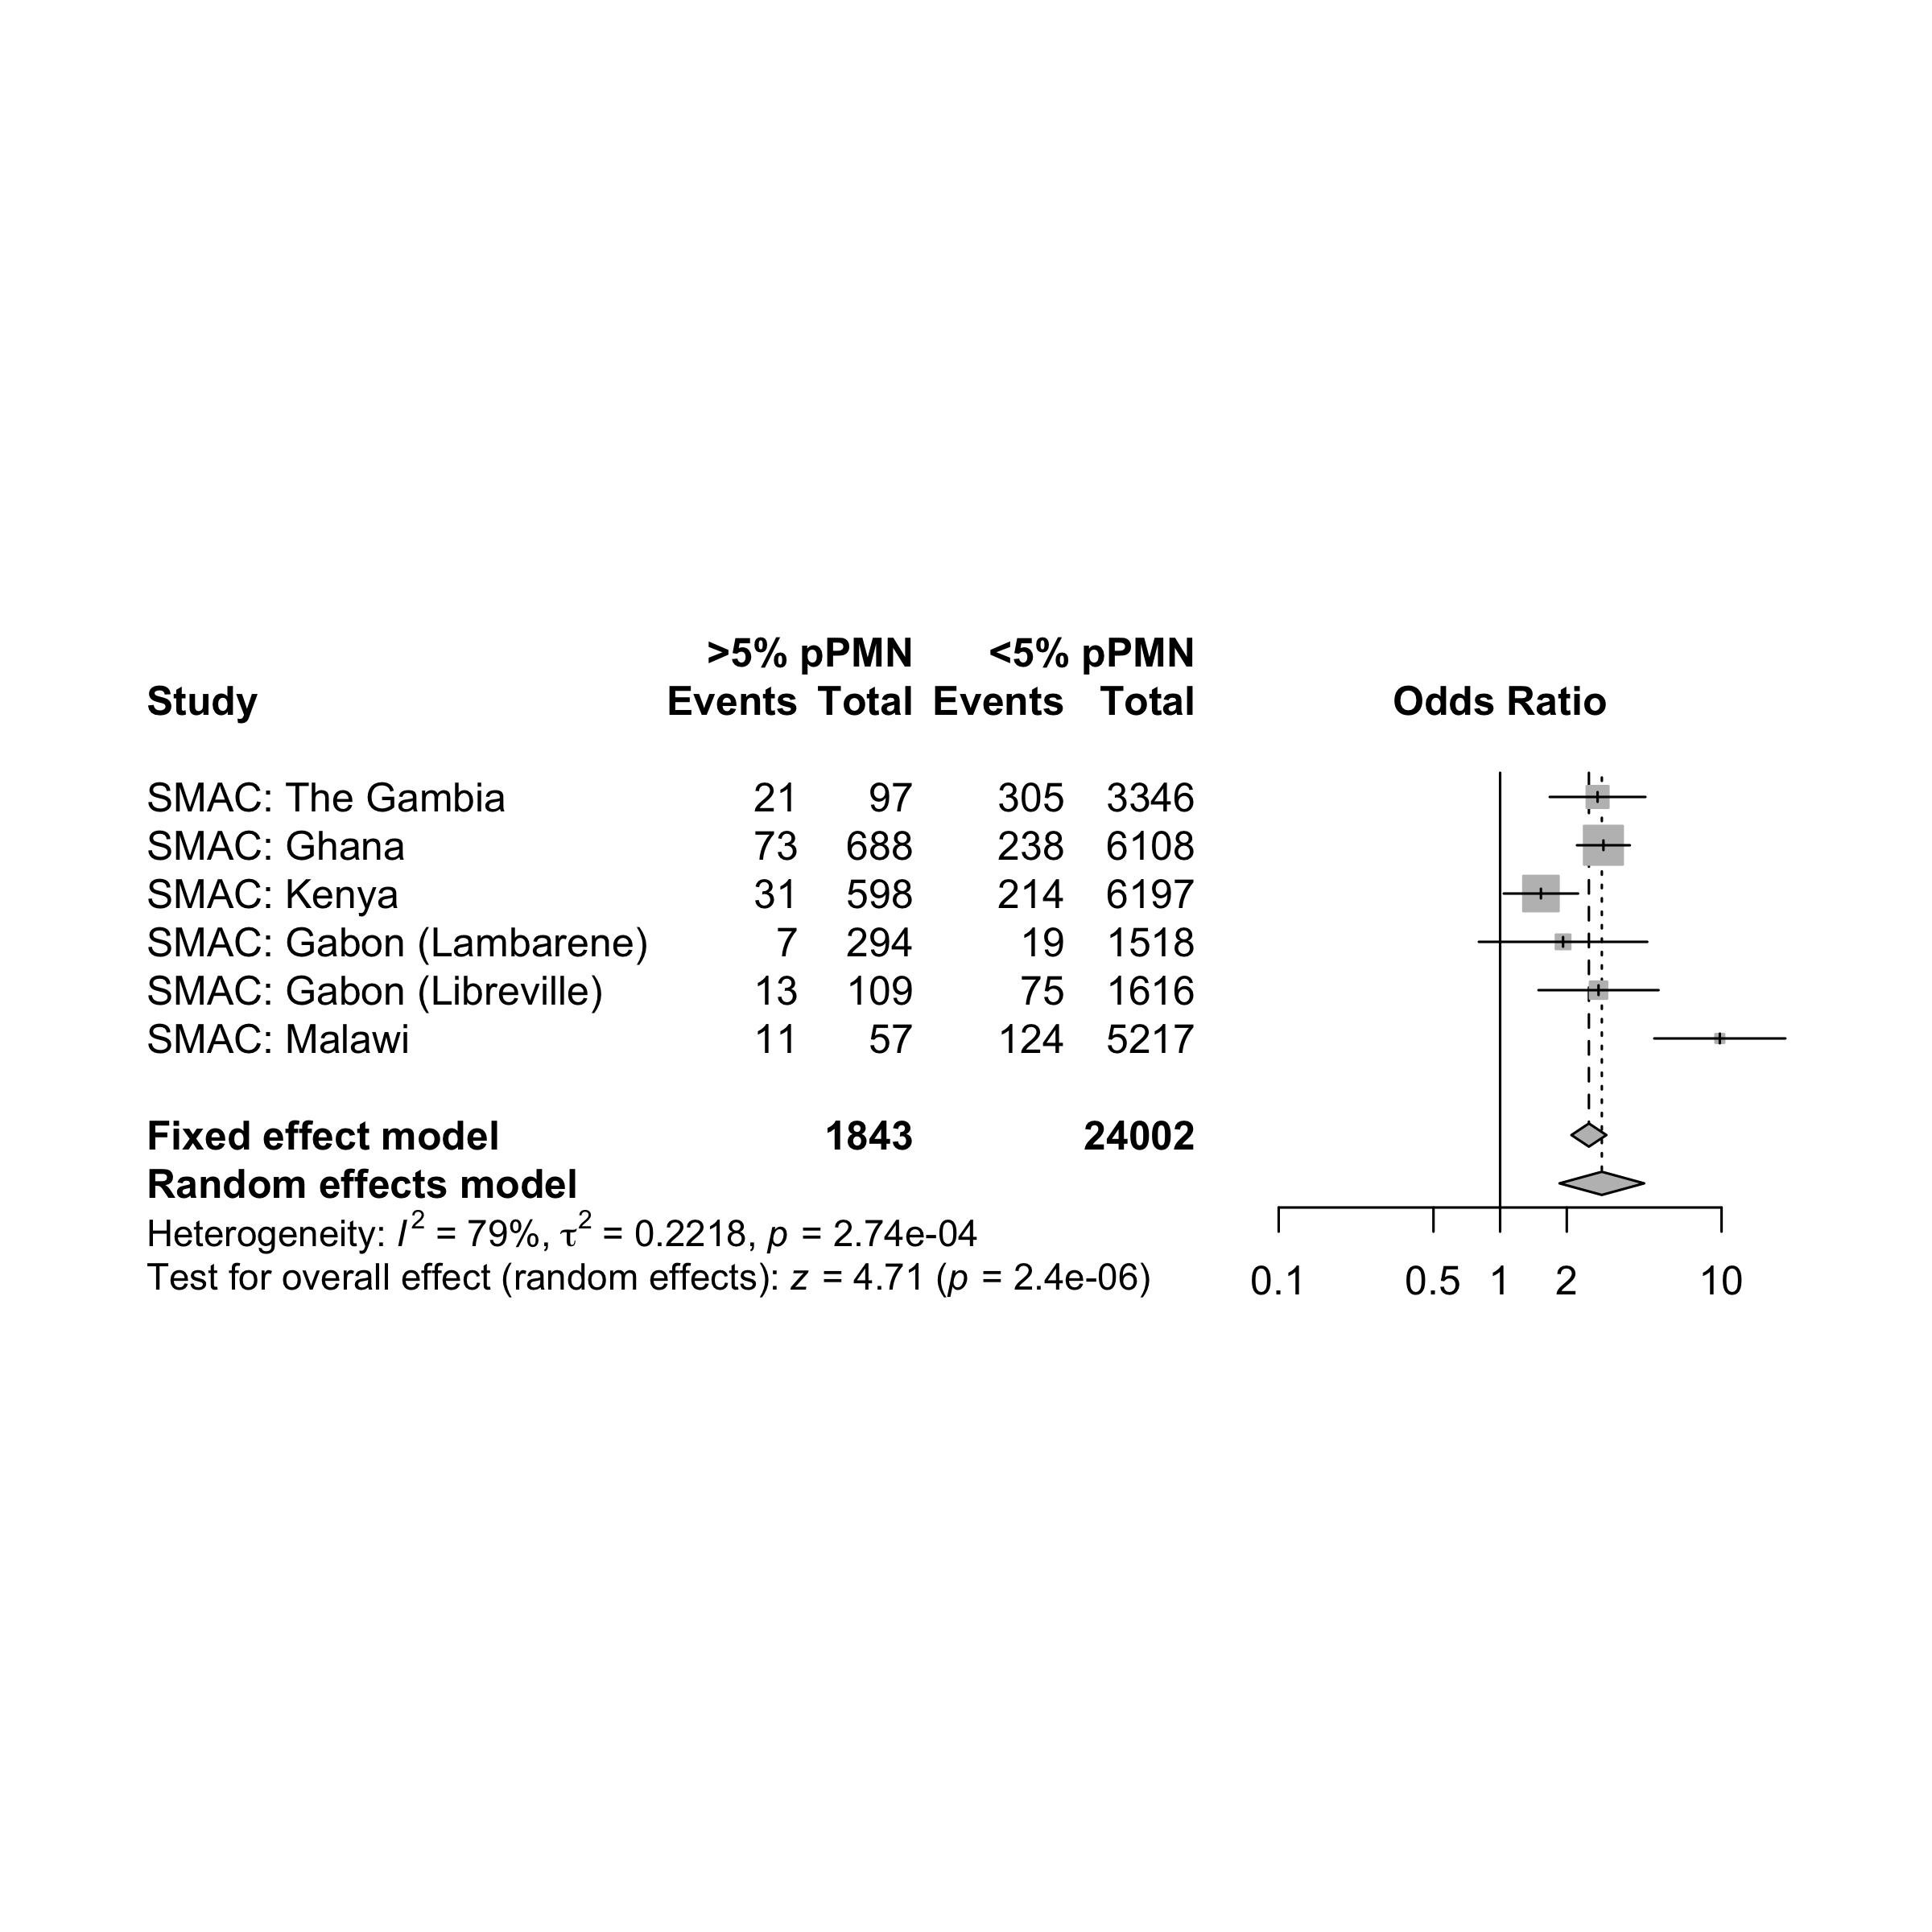 >5% pPMN <5% pPMN
Study Events Total Events Total Odds Ratio
SMAC: The Gambia 21 97 305 3346
SMAC: Ghana 73 688 238 6108
SMAC: Kenya 31 598 214 6197
SMAC: Gabon (Lambarene) 7 294 19 1518
SMAC: Gabon (Libreville) 13 109 75 1616
SMAC: Malawi 11 57 124 5217
Fixed effect model 1843 24002
Random effects model
Heterogeneity: I² = 79%, τ² = 0.2218, p = 2.74e-04
Test for overall effect (random effects): z = 4.71 (p = 2.4e-06)
0.1 0.5 1 2 10